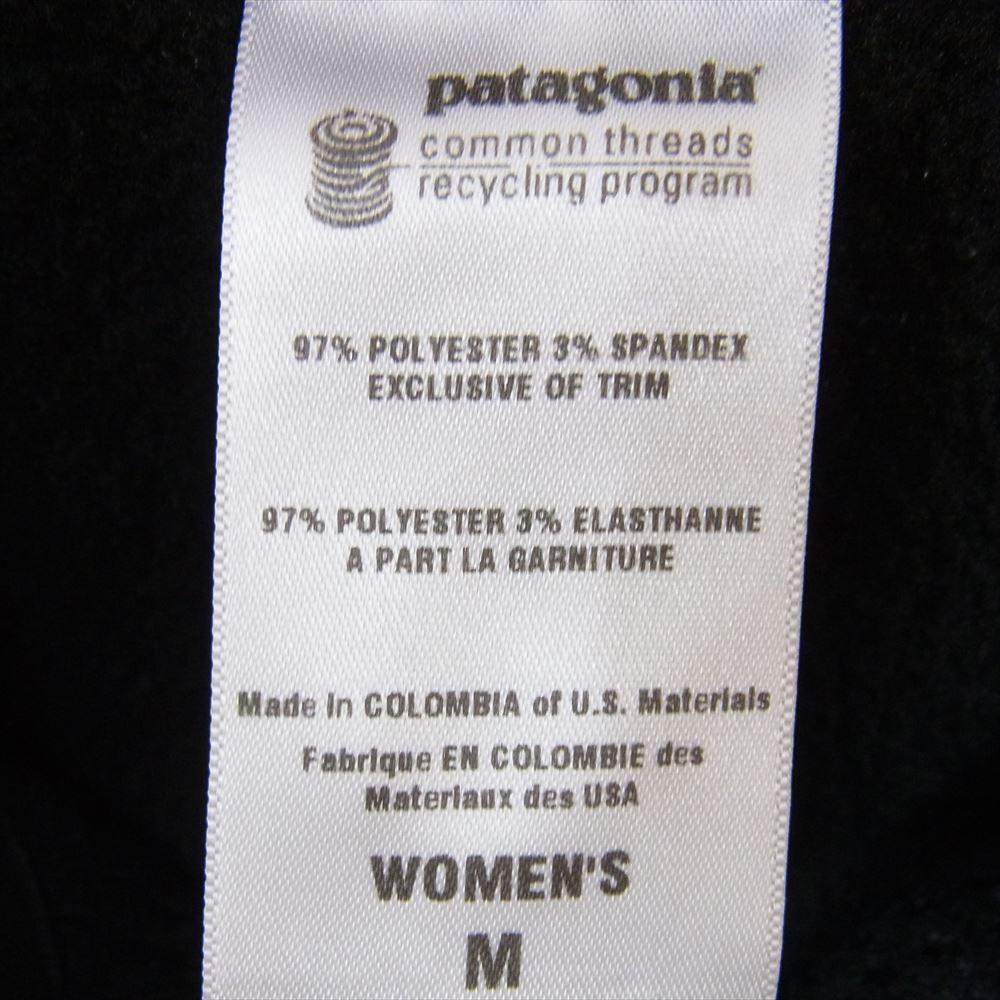 patagonia®
common threads
recycling program
97% POLYESTER 3% SPANDEX
EXCLUSIVE OF TRIM
97% POLYESTER 3% ELASTHANNE
A PART LA GARNITURE
Made in COLOMBIA of U.S. Materials
Fabrique EN COLOMBIE des
Materiaux des USA
WOMEN'S
M